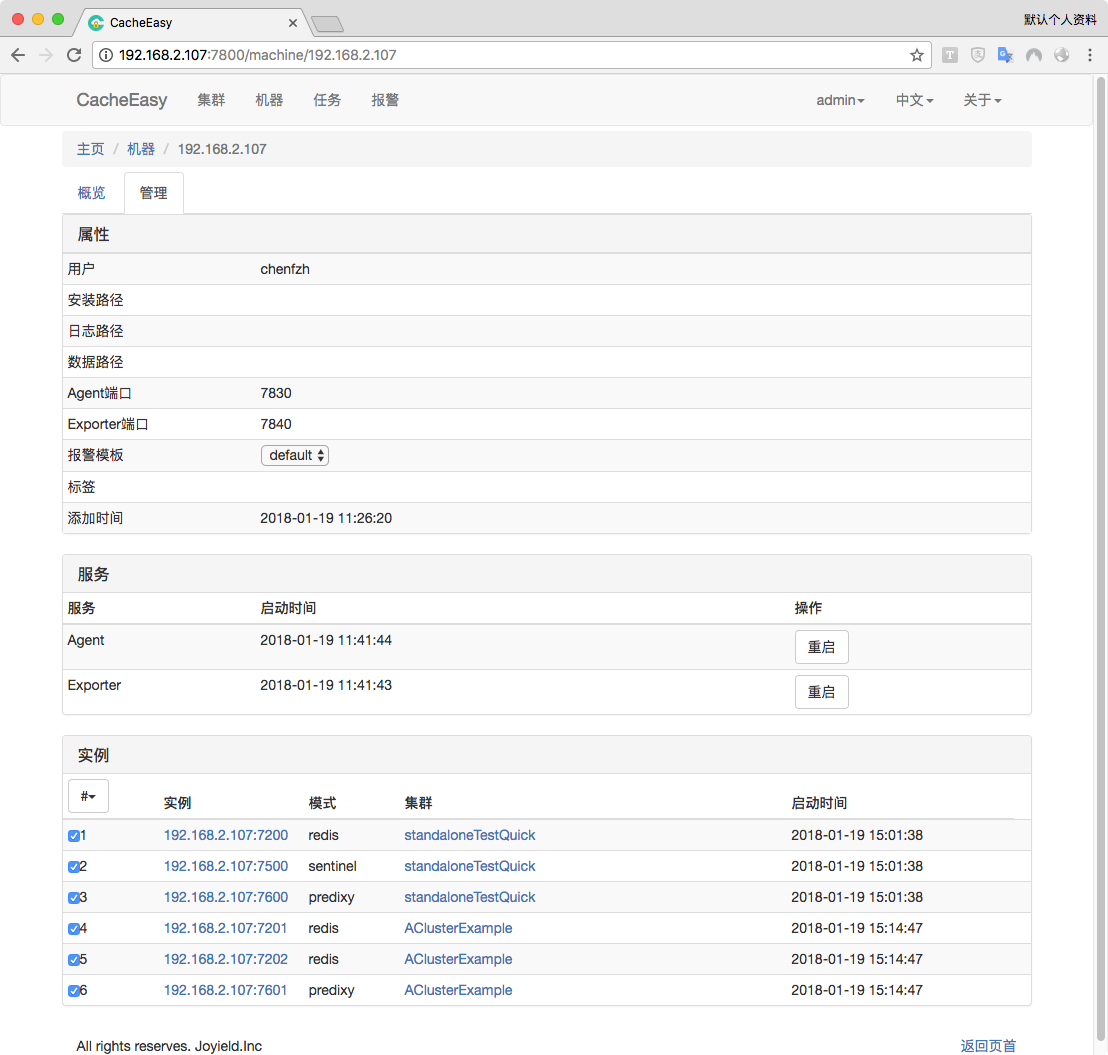 CacheEasy
默认个人资料
192.168.2.107:7800/machine/192.168.2.107
CacheEasy 集群 机器 任务 报警 admin 中文 关于
主页 / 机器 / 192.168.2.107
概览 管理
属性
用户 chenfzh
安装路径
日志路径
数据路径
Agent端口 7830
Exporter端口 7840
报警模板 default
标签
添加时间 2018-01-19 11:26:20
服务
服务 启动时间 操作
Agent 2018-01-19 11:41:44 重启
Exporter 2018-01-19 11:41:43 重启
实例
# 实例 模式 集群 启动时间
1 192.168.2.107:7200 redis standaloneTestQuick 2018-01-19 15:01:38
2 192.168.2.107:7500 sentinel standaloneTestQuick 2018-01-19 15:01:38
3 192.168.2.107:7600 predixy standaloneTestQuick 2018-01-19 15:01:38
4 192.168.2.107:7201 redis AClusterExample 2018-01-19 15:14:47
5 192.168.2.107:7202 redis AClusterExample 2018-01-19 15:14:47
6 192.168.2.107:7601 predixy AClusterExample 2018-01-19 15:14:47
All rights reserves. Joyield.Inc 返回页首